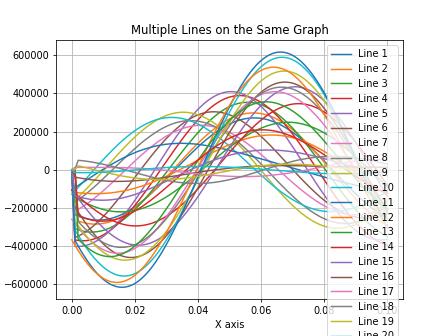 Multiple Lines on the Same Graph
600000
400000
200000
0
−200000
−400000
−600000
0.00
0.02
0.04
0.06
X axis
Line 1
Line 2
Line 3
Line 4
Line 5
Line 6
Line 7
Line 8
Line 9
Line 10
Line 11
Line 12
Line 13
Line 14
Line 15
Line 16
Line 17
Line 18
Line 19